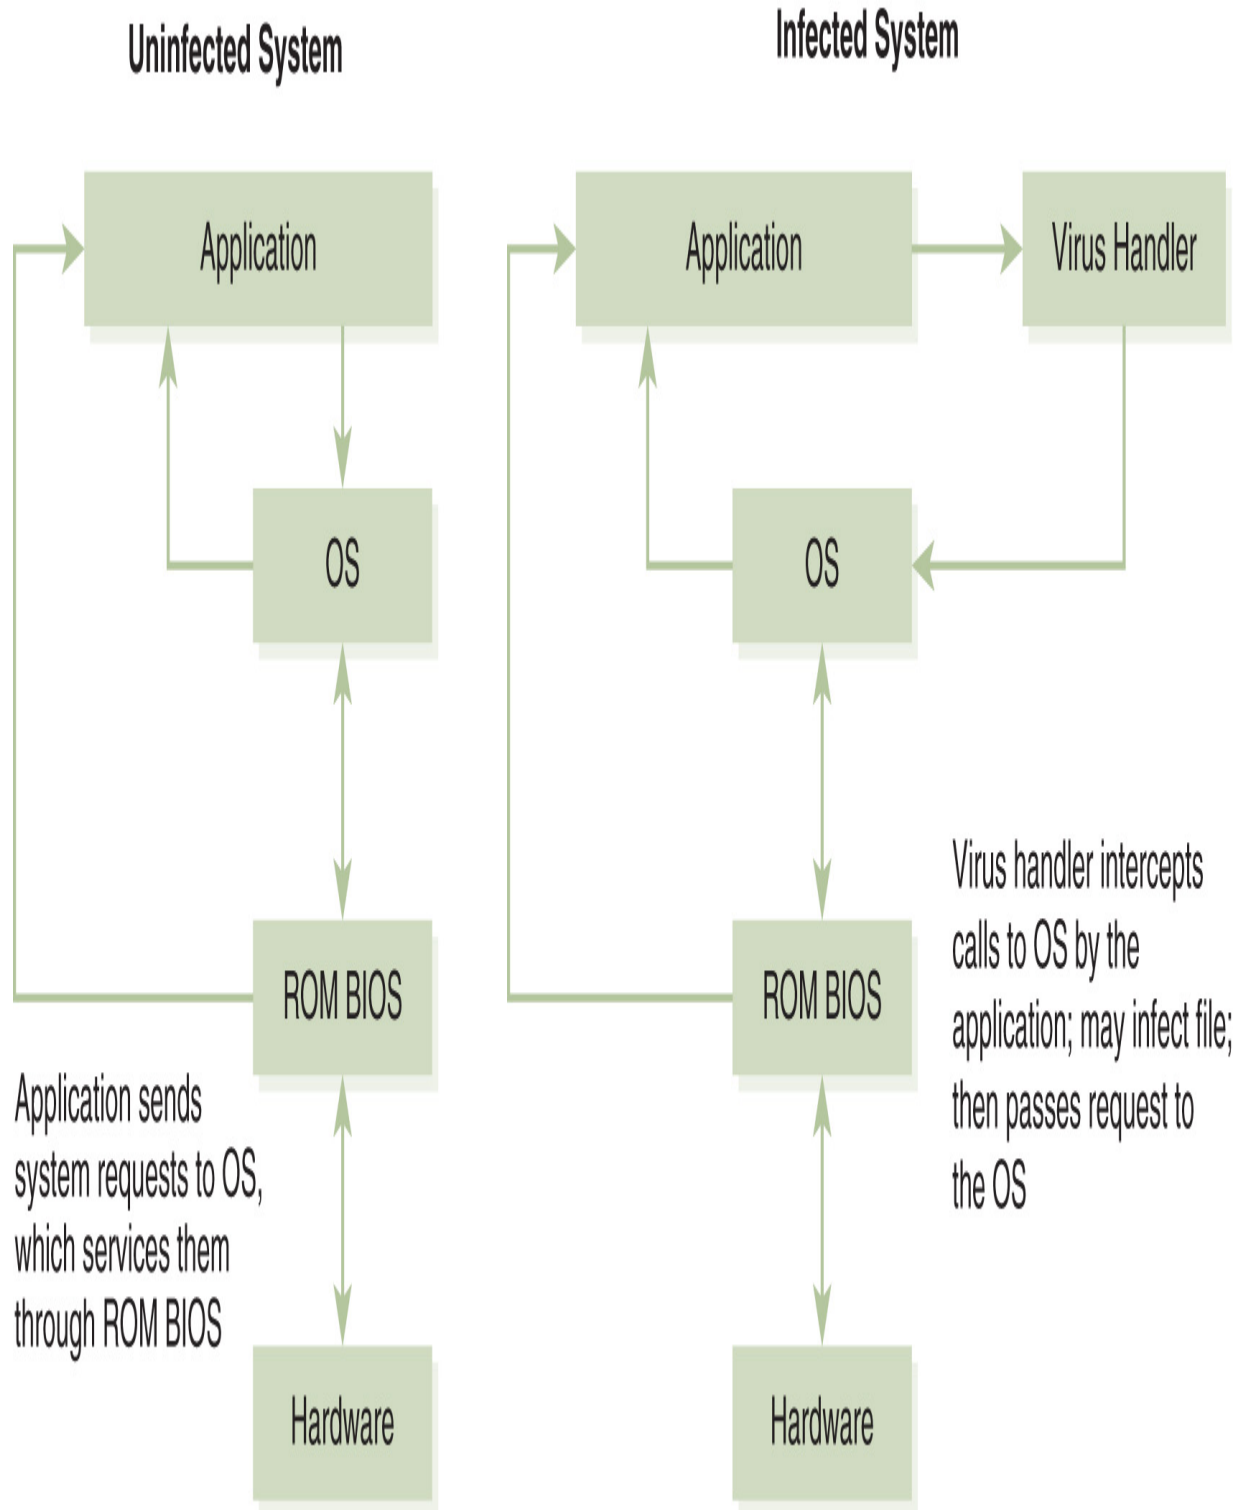 Uninfected System
Application
OS
ROM BIOS
Application sends
system requests to OS,
which services them
through ROM BIOS
Hardware
Infected System
Application
Virus Handler
OS
ROM BIOS
Virus handler intercepts
calls to OS by the
application; may infect file;
then passes request to
the OS
Hardware